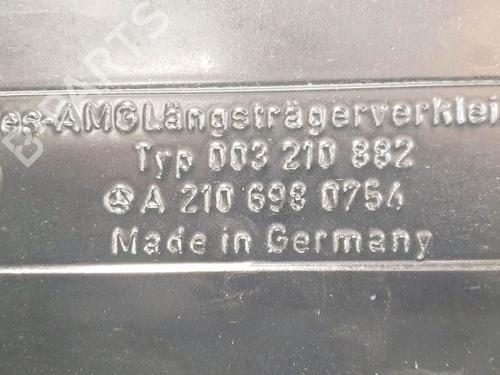 es-AMG Längsträgerverklei
Typ 003 210 882
A 210 698 0754
Made in Germany